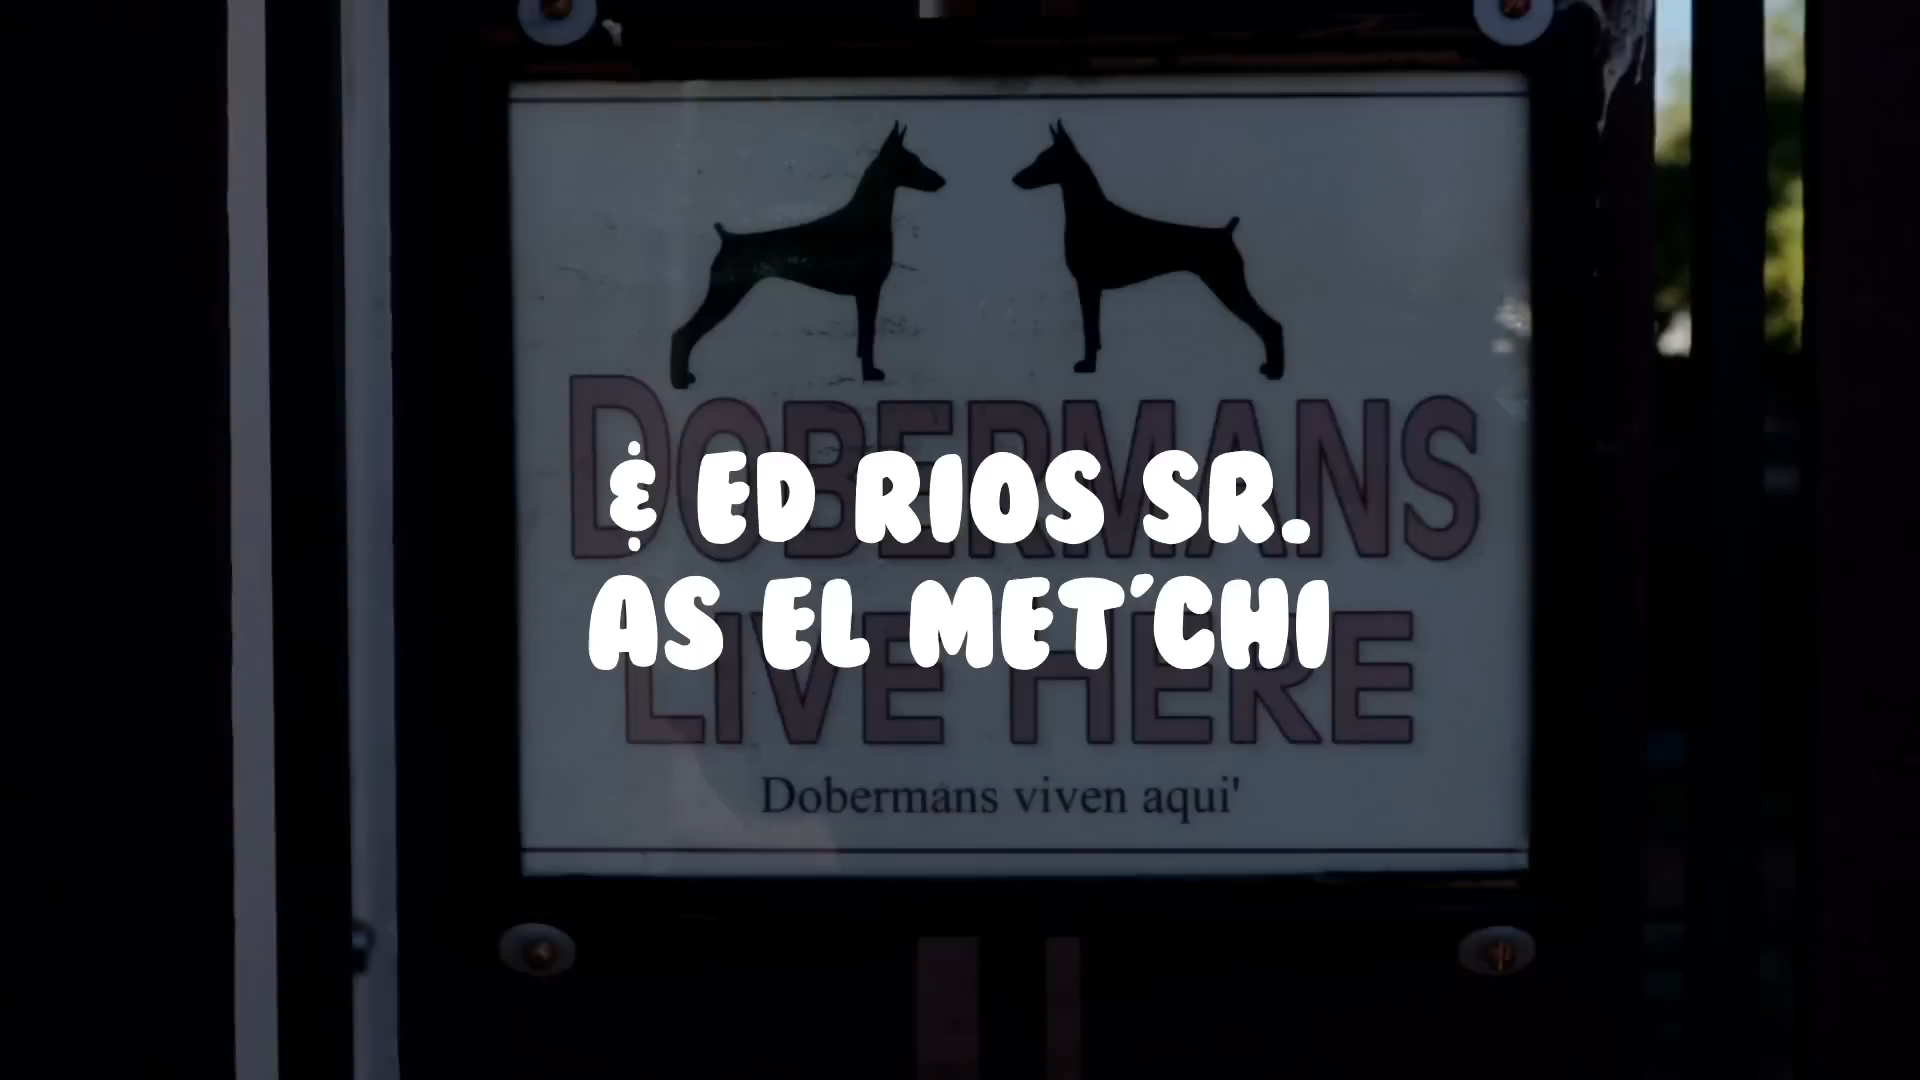 DOBERMANS
& ED RIOS SR.
AS EL MET'CHI
LIVE HERE
Dobermans viven aqui'